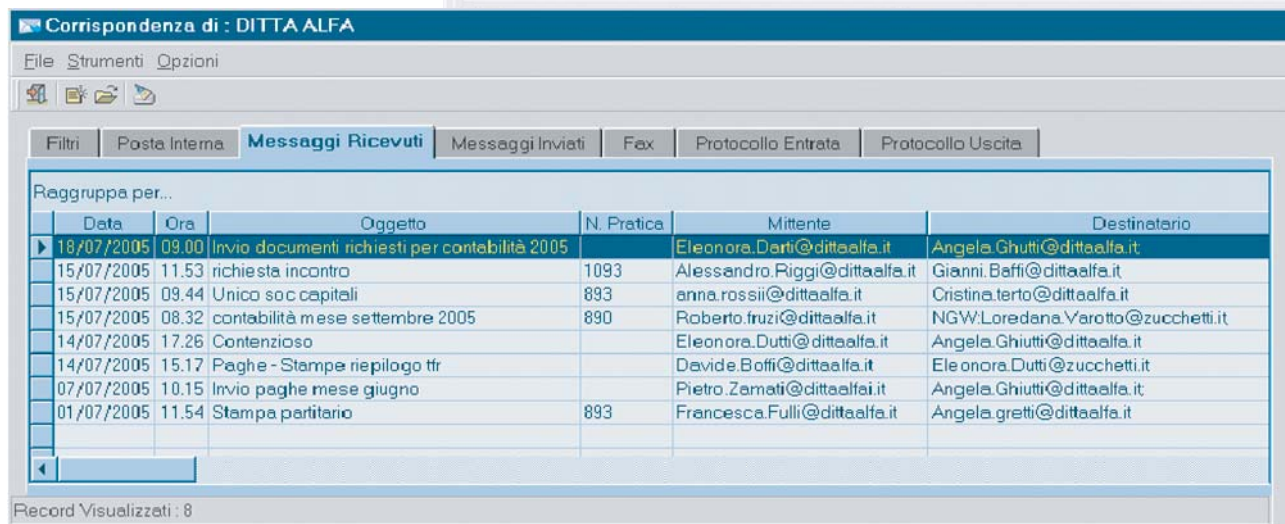 Corrispondenza di : DITTA ALFA
File Strumenti Opzioni
Filtri Posta Interna Messaggi Ricevuti Messaggi Inviati Fax Protocollo Entrata Protocollo Uscita
Raggruppa per...
Data Ora Oggetto N. Pratica Mittente Destinatario
18/07/2005 09.00 Invio documenti richiesti per contabilità 2005 Eleonora.Darti@dittaalfa.it Angela.Ghutti@dittaalfa.it;
15/07/2005 11.53 richiesta incontro 1093 Alessandro.Riggi@dittaalfa.it Gianni.Baffi@dittaalfa.it;
15/07/2005 09.44 Unico soc capitali 893 anna.rossii@dittaalfa.it Cristina.terto@dittaalfa.it
15/07/2005 08.32 contabilità mese settembre 2005 890 Roberto.fruzi@dittaalfa.it NGW:Loredana.Varotto@zucchetti.it;
14/07/2005 17.26 Contenzioso Eleonora.Dutti@dittaalfa.it Angela.Ghiutti@dittaalfa.it;
14/07/2005 15.17 Paghe - Stampe riepilogo tfr Davide.Boffi@dittaalfa.it Eleonora.Dutti@zucchetti.it
07/07/2005 10.15 Invio paghe mese giugno Pietro.Zamati@dittaalfai.it Angela.Ghiutti@dittaalfa.it;
01/07/2005 11.54 Stampa partitario 893 Francesca.Fulli@dittaalfa.it Angela.gretti@dittaalfa.it
Record Visualizzati : 8